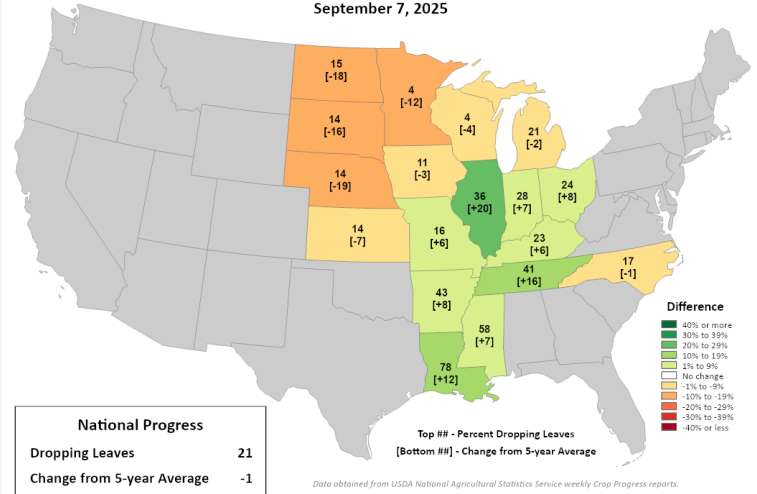 September 7, 2025
15
[-18]
4
[-12]
4
[-4]
21
[-2]
14
[-16]
11
[-3]
14
[-19]
36
[+20]
28
[+7]
24
[+8]
14
[-7]
16
[+6]
23
[+6]
41
[+16]
17
[-1]
43
[+8]
58
[+7]
78
[+12]
Difference
40% or more
30% to 39%
20% to 29%
10% to 19%
1% to 9%
No change
-1% to -9%
-10% to -19%
-20% to -29%
-30% to -39%
-40% or less
National Progress
Dropping Leaves 21
Change from 5-year Average -1
Top ## - Percent Dropping Leaves
[Bottom ##] - Change from 5-year Average
Data obtained from USDA National Agricultural Statistics Service weekly Crop Progress reports.